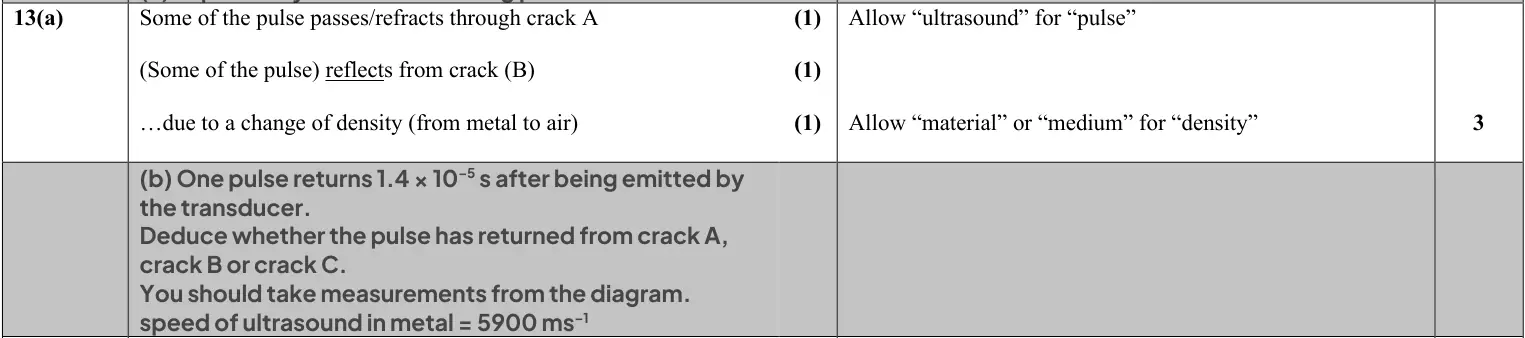 13(a) Some of the pulse passes/refracts through crack A (1) Allow “ultrasound” for “pulse”
(Some of the pulse) reflects from crack (B) (1)
…due to a change of density (from metal to air) (1) Allow “material” or “medium” for “density” 3
(b) One pulse returns 1.4 × 10⁻⁵ s after being emitted by
the transducer.
Deduce whether the pulse has returned from crack A,
crack B or crack C.
You should take measurements from the diagram.
speed of ultrasound in metal = 5900 ms⁻¹